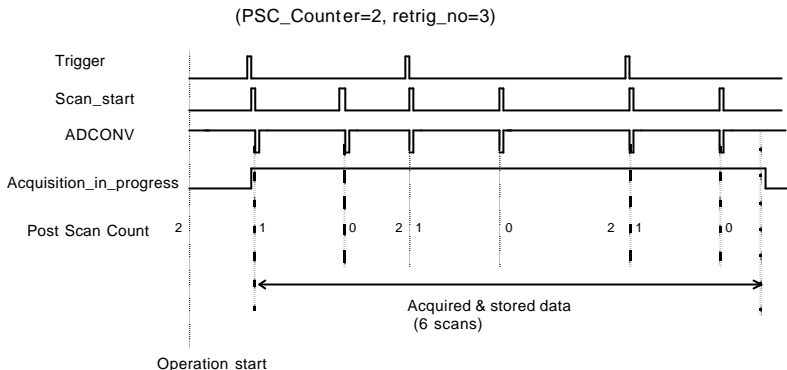 (PSC_Counter=2, retrig_no=3)
Trigger
Scan_start
ADCONV
Acquisition_in_progress
Post Scan Count 2 1 0 2 1 0 2 1 0
Acquired & stored data
(6 scans)
Operation start